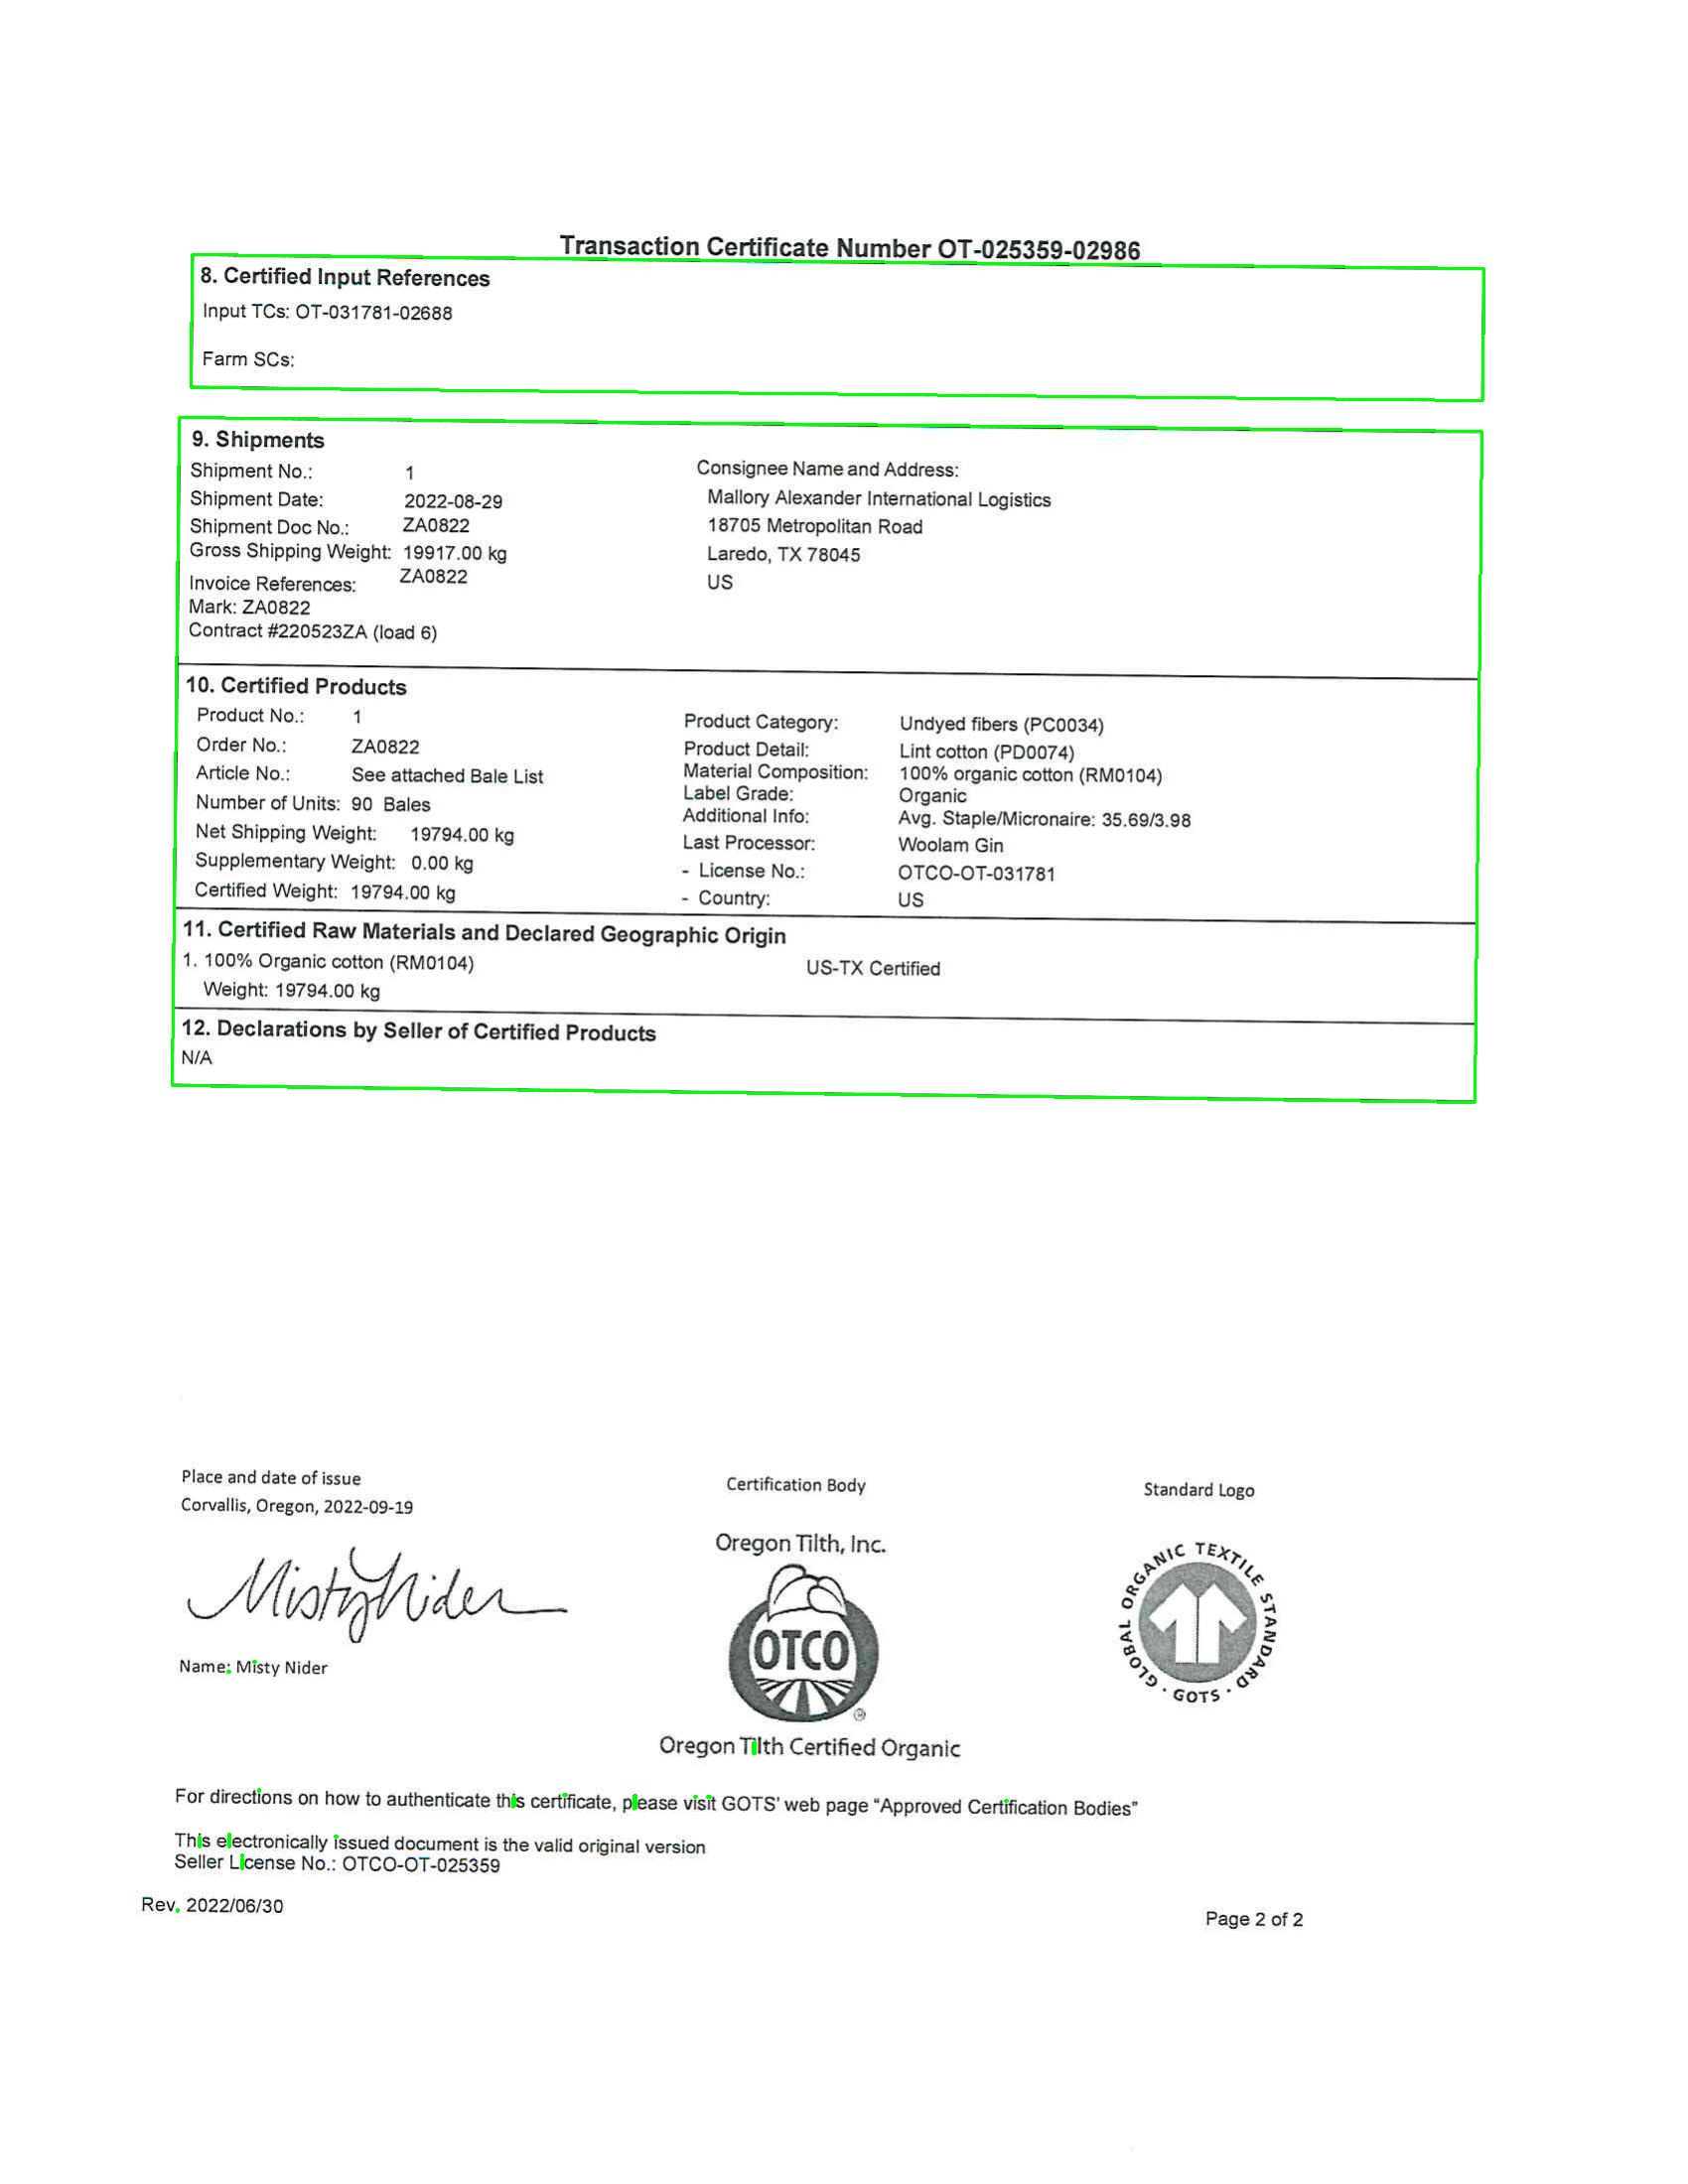 Transaction Certificate Number OT-025359-02986
8. Certified Input References
Input TCs: OT-031781-02688
Farm SCs:
9. Shipments
Shipment No.: 1
Shipment Date: 2022-08-29
Shipment Doc No.: ZA0822
Gross Shipping Weight: 19917.00 kg
Invoice References: ZA0822
Mark: ZA0822
Contract #220523ZA (load 6)
Consignee Name and Address:
Mallory Alexander International Logistics
18705 Metropolitan Road
Laredo, TX 78045
US
10. Certified Products
Product No.: 1
Order No.: ZA0822
Article No.: See attached Bale List
Number of Units: 90 Bales
Net Shipping Weight: 19794.00 kg
Supplementary Weight: 0.00 kg
Certified Weight: 19794.00 kg
Product Category: Undyed fibers (PC0034)
Product Detail: Lint cotton (PD0074)
Material Composition: 100% organic cotton (RM0104)
Label Grade: Organic
Additional Info: Avg. Staple/Micronaire: 35.69/3.98
Last Processor: Woolam Gin
- License No.: OTCO-OT-031781
- Country: US
11. Certified Raw Materials and Declared Geographic Origin
1. 100% Organic cotton (RM0104) US-TX Certified
Weight: 19794.00 kg
12. Declarations by Seller of Certified Products
N/A
Place and date of issue
Corvallis, Oregon, 2022-09-19
Misty Nider
Name: Misty Nider
Certification Body
Oregon Tilth, Inc.
OTCO
®
Oregon Tilth Certified Organic
Standard Logo
GLOBAL ORGANIC TEXTILE STANDARD · GOTS ·
For directions on how to authenticate this certificate, please visit GOTS' web page “Approved Certification Bodies”
This electronically issued document is the valid original version
Seller License No.: OTCO-OT-025359
Rev. 2022/06/30
Page 2 of 2